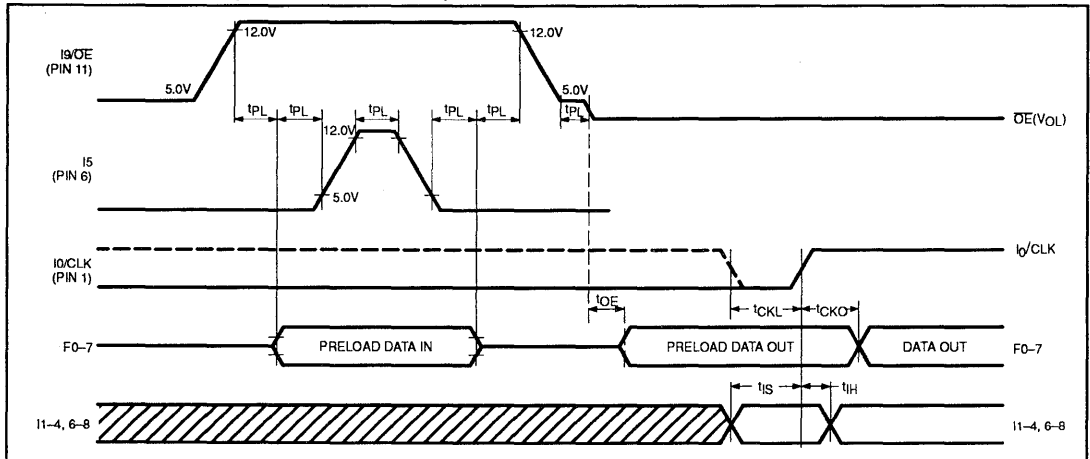 I9/OE
(PIN 11)
5.0V
12.0V
12.0V
5.0V
tPL
tPL
tPL
tPL
tPL
tPL
OE(VOL)
I5
(PIN 6)
12.0V
5.0V
I0/CLK
(PIN 1)
I0/CLK
tOE
tCKL
tCKO
F0–7
PRELOAD DATA IN
PRELOAD DATA OUT
DATA OUT
F0–7
tIS
tIH
I1–4, 6–8
I1–4, 6–8